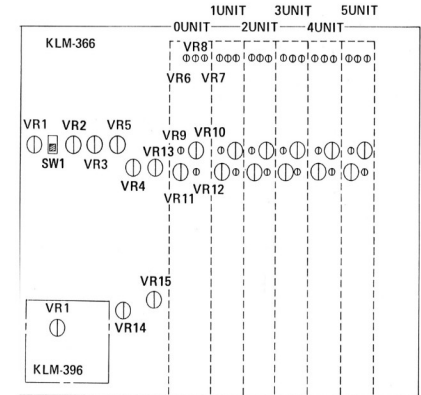 1UNIT 3UNIT 5UNIT
0UNIT 2UNIT 4UNIT
KLM-366 VR8
VR6 VR7
VR1 VR2 VR5 VR9 VR10
SW1 VR3 VR13
VR4 VR12
VR11
VR15
VR1 VR14
KLM-396